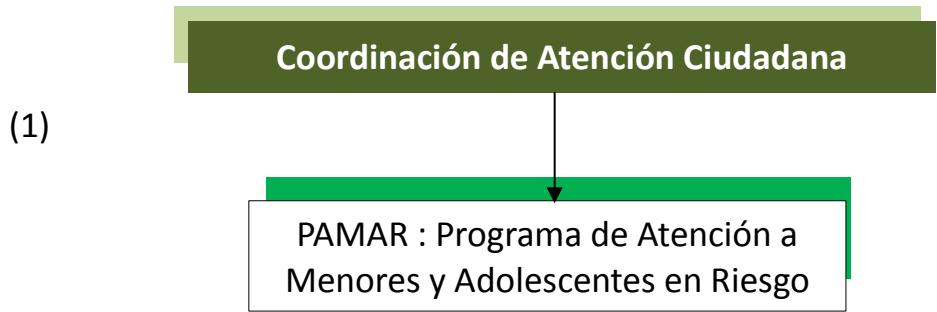 Coordinación de Atención Ciudadana
(1)
PAMAR : Programa de Atención a
Menores y Adolescentes en Riesgo